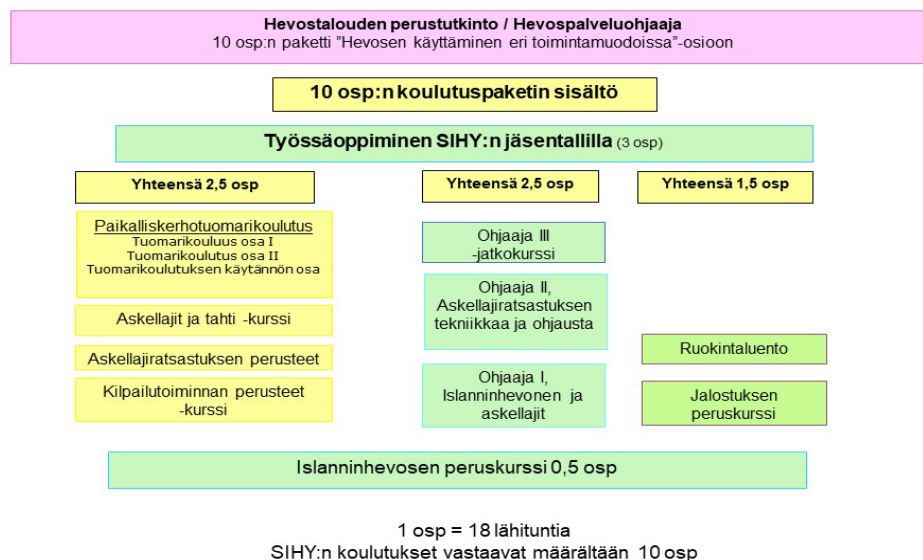 Hevostalouden perustutkinto / Hevospalveluohjaaja
10 osp:n paketti ”Hevosen käyttäminen eri toimintamuodoissa”-osioon
10 osp:n koulutuspaketin sisältö
Työssäoppiminen SIHY:n jäsentallilla (3 osp)
Yhteensä 2,5 osp
Paikalliskerhotuomarikoulutus
Tuomarikouluus osa I
Tuomarikoulutus osa II
Tuomarikoulutuksen käytännön osa
Askellajit ja tahti -kurssi
Askellajiratsastuksen perusteet
Kilpailutoiminnan perusteet
-kurssi
Yhteensä 2,5 osp
Ohjaaja III
-jatkokurssi
Ohjaaja II,
Askellajiratsastuksen
tekniikkaa ja ohjausta
Ohjaaja I,
Islanninhevonen ja
askellajit
Yhteensä 1,5 osp
Ruokintaluento
Jalostuksen
peruskurssi
Islanninhevosen peruskurssi 0,5 osp
1 osp = 18 lähituntia
SIHY:n koulutukset vastaavat määrältään 10 osp